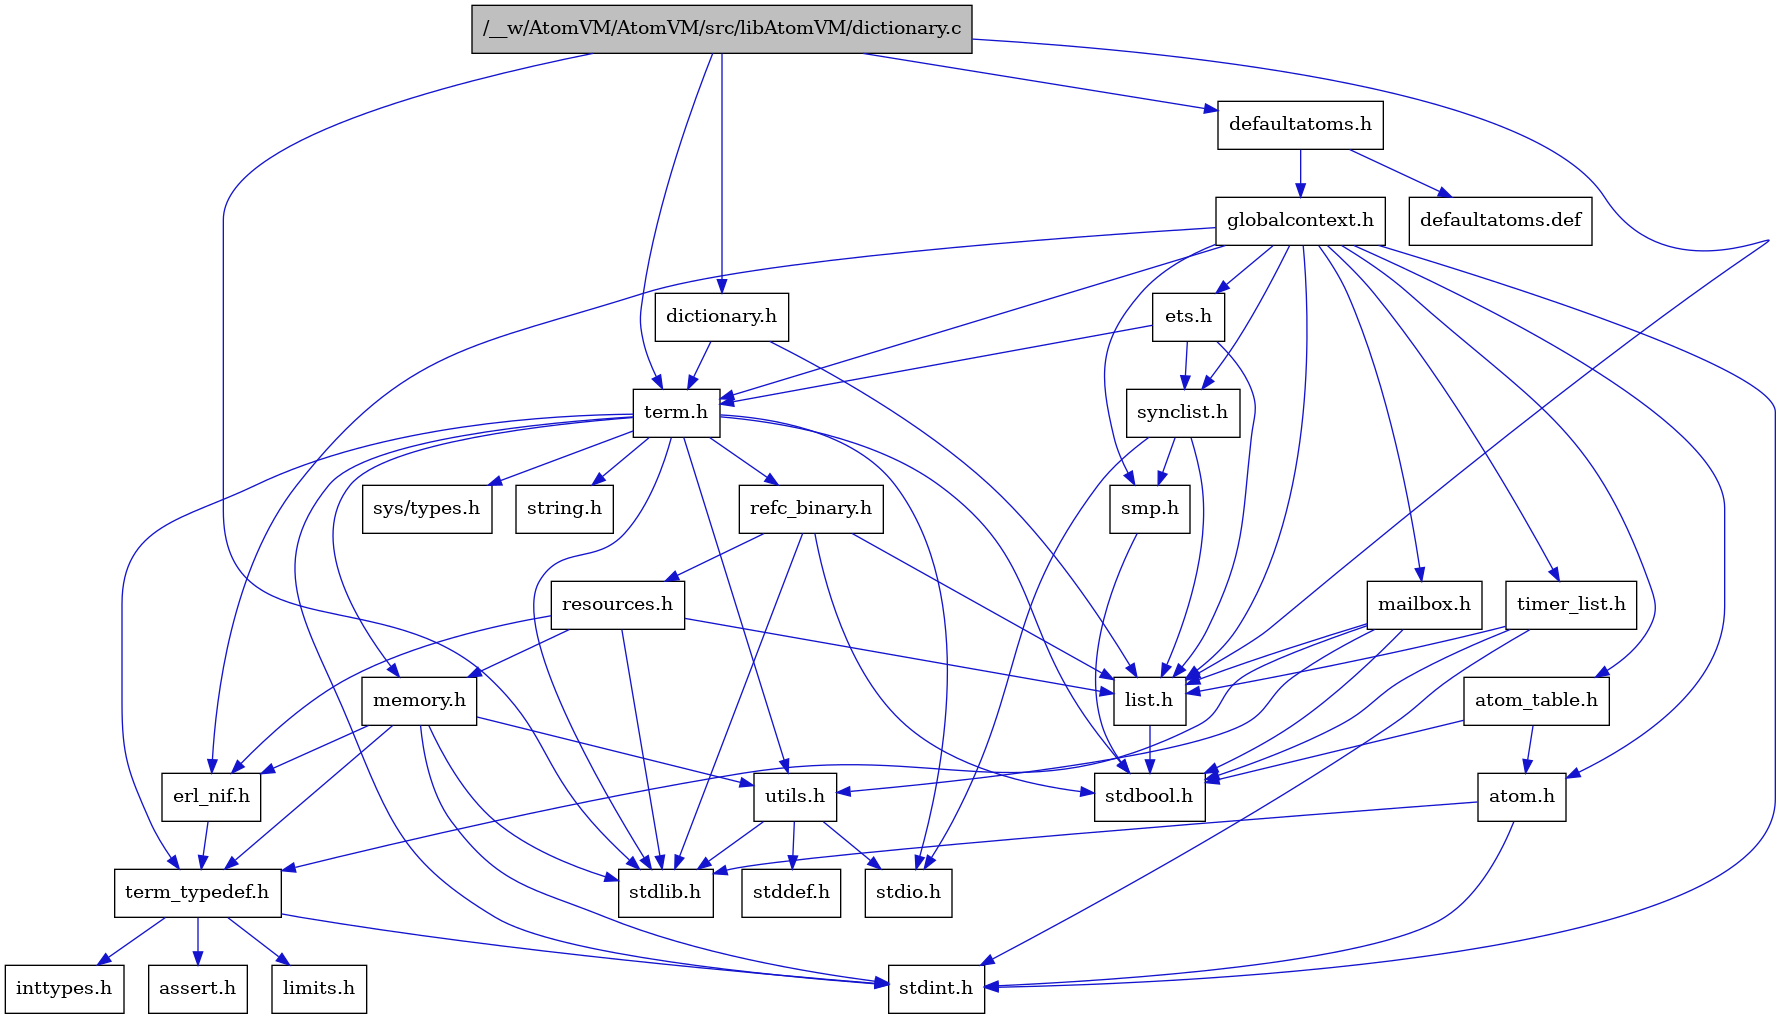 /__w/AtomVM/AtomVM/src/libAtomVM/dictionary.c
defaultatoms.h
globalcontext.h
defaultatoms.def
dictionary.h
ets.h
term.h
synclist.h
sys/types.h
string.h
refc_binary.h
smp.h
resources.h
mailbox.h
timer_list.h
memory.h
list.h
atom_table.h
erl_nif.h
utils.h
stdbool.h
atom.h
term_typedef.h
stdlib.h
stddef.h
stdio.h
inttypes.h
assert.h
limits.h
stdint.h